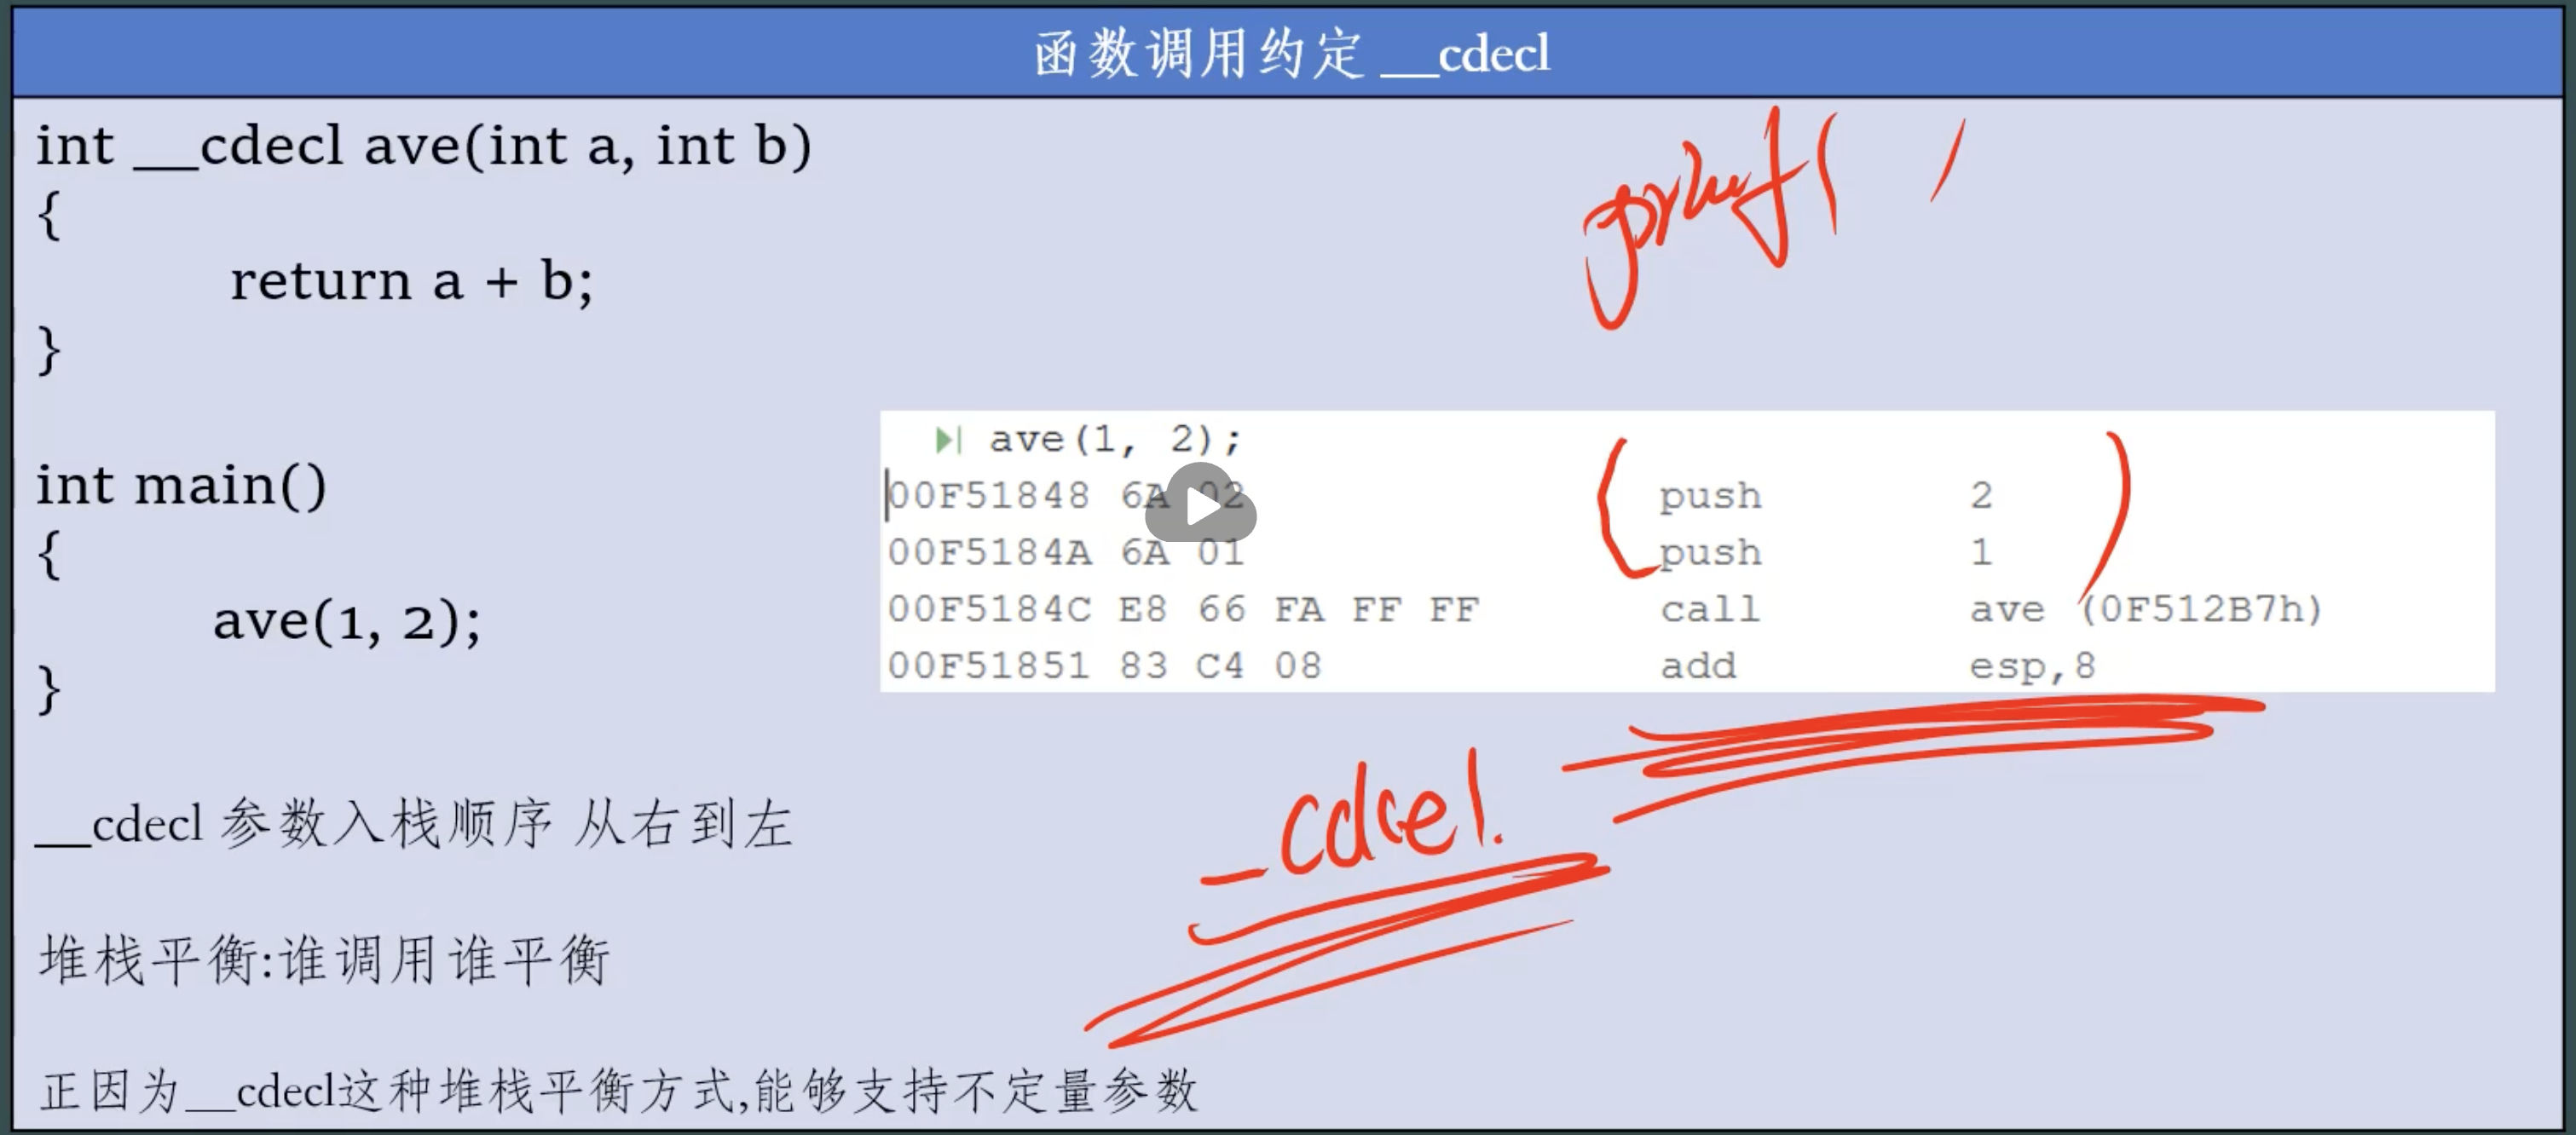 函数调用约定 __cdecl
int __cdecl ave(int a, int b)
{
return a + b;
}
printf( ,
int main()
{
ave(1, 2);
}
ave(1, 2);
00F51848 6A 02 push 2
00F5184A 6A 01 push 1
00F5184C E8 66 FA FF FF call ave (0F512B7h)
00F51851 83 C4 08 add esp,8
_cdcel.
__cdecl 参数入栈顺序 从右到左
堆栈平衡:谁调用谁平衡
正因为__cdecl这种堆栈平衡方式,能够支持不定量参数